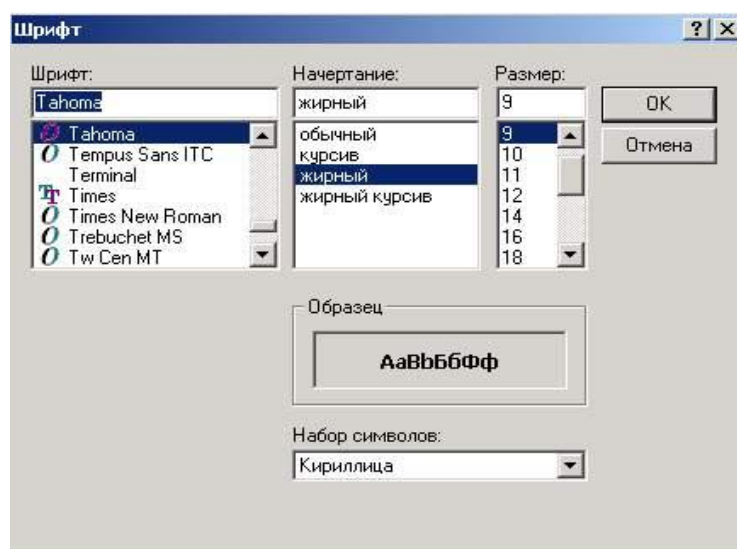 Шрифт
Шрифт:
Tahoma
Tahoma
Tempus Sans ITC
Terminal
Times
Times New Roman
Trebuchet MS
Tw Cen MT
Начертание:
жирный
обычный
курсив
жирный
жирный курсив
Размер:
9
9
10
11
12
14
16
18
OK
Отмена
Образец
АаBbБбФф
Набор символов:
Кириллица